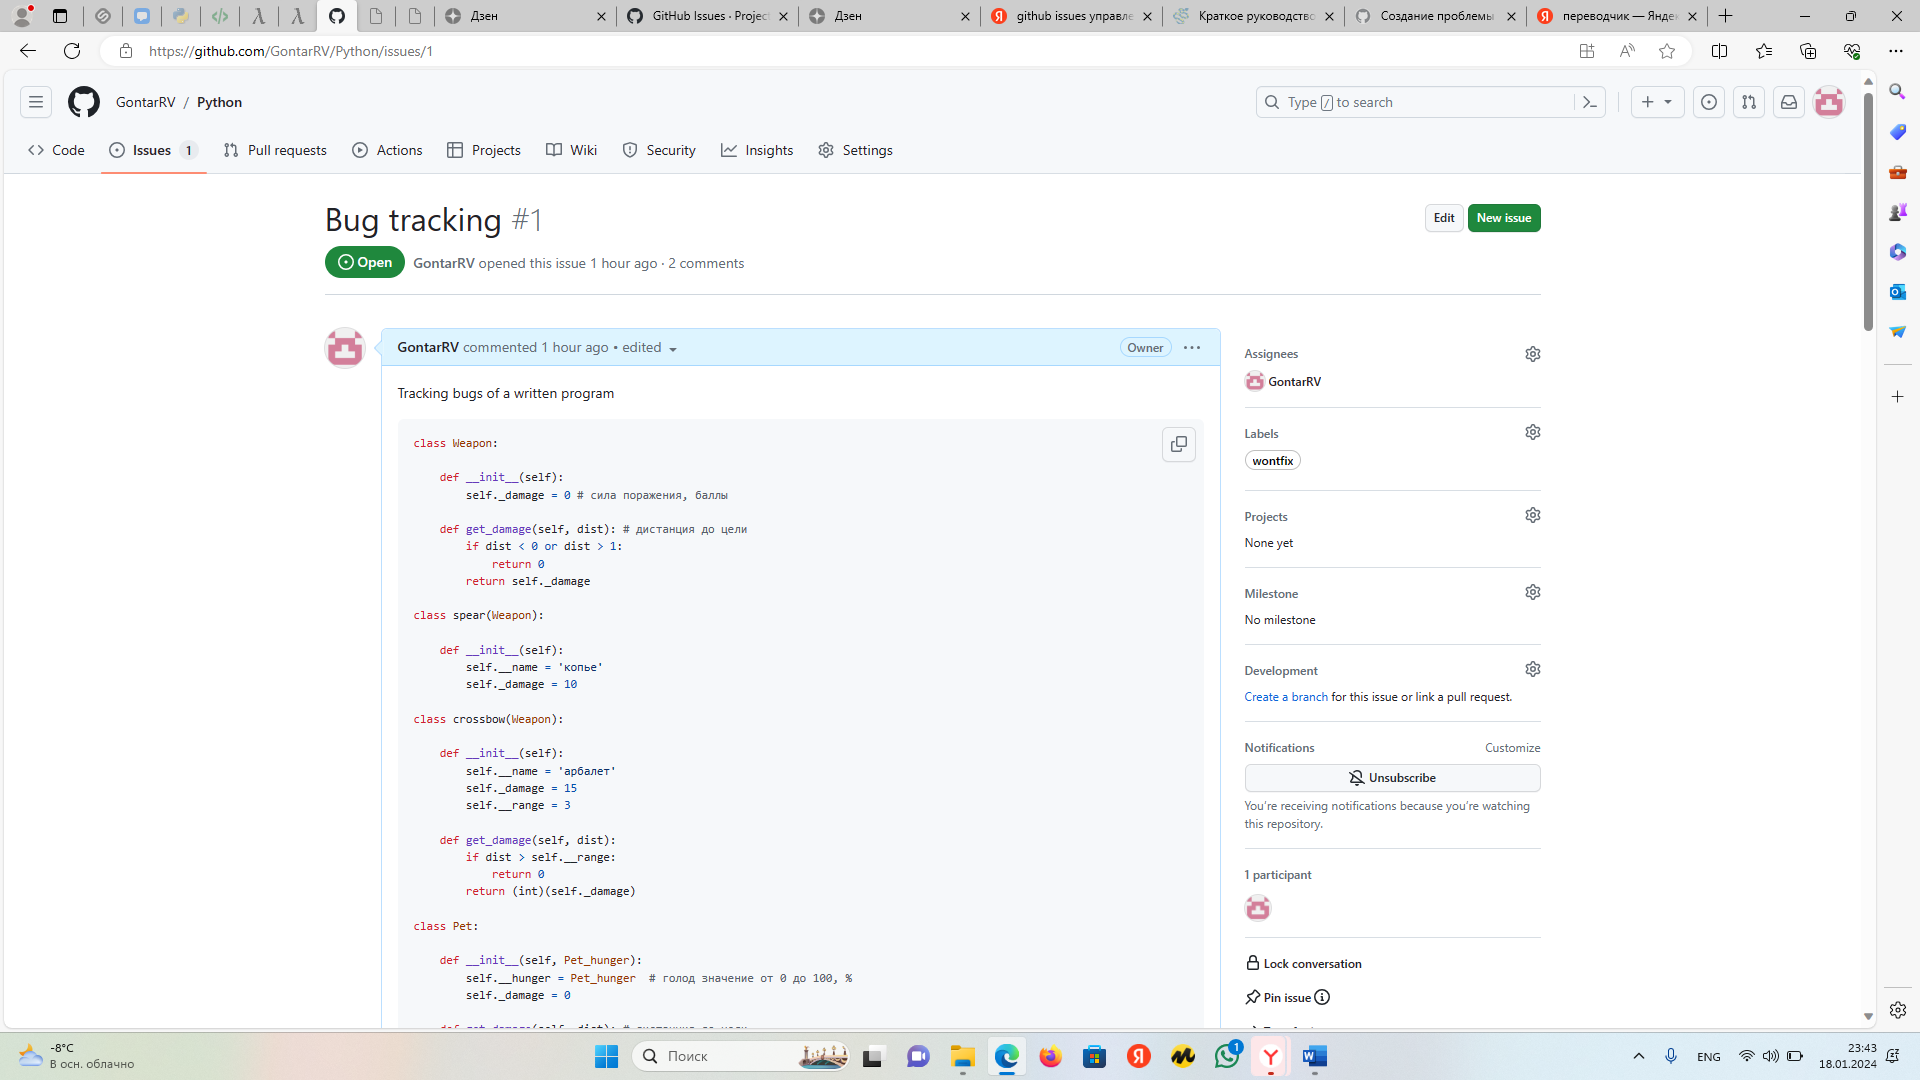 Дзен
GitHub Issues · Project
Дзен
github issues управле
Краткое руководство
Создание проблемы
переводчик — Яндек
https://github.com/GontarRV/Python/issues/1
GontarRV / Python
Type / to search
Code
Issues 1
Pull requests
Actions
Projects
Wiki
Security
Insights
Settings
Bug tracking #1
Edit
New issue
Open
GontarRV opened this issue 1 hour ago · 2 comments
GontarRV commented 1 hour ago • edited
Owner
Tracking bugs of a written program
class Weapon:
def __init__(self):
self._damage = 0 # сила поражения, баллы
def get_damage(self, dist): # дистанция до цели
if dist < 0 or dist > 1:
return 0
return self._damage
class spear(Weapon):
def __init__(self):
self.__name = 'копье'
self._damage = 10
class crossbow(Weapon):
def __init__(self):
self.__name = 'арбалет'
self._damage = 15
self.__range = 3
def get_damage(self, dist):
if dist > self.__range:
return 0
return (int)(self._damage)
class Pet:
def __init__(self, Pet_hunger):
self.__hunger = Pet_hunger  # голод значение от 0 до 100, %
self._damage = 0
Assignees
GontarRV
Labels
wontfix
Projects
None yet
Milestone
No milestone
Development
Create a branch for this issue or link a pull request.
Notifications
Customize
Unsubscribe
You're receiving notifications because you're watching
this repository.
1 participant
Lock conversation
Pin issue
-8°C
В осн. облачно
Поиск
1
ENG
23:43
18.01.2024